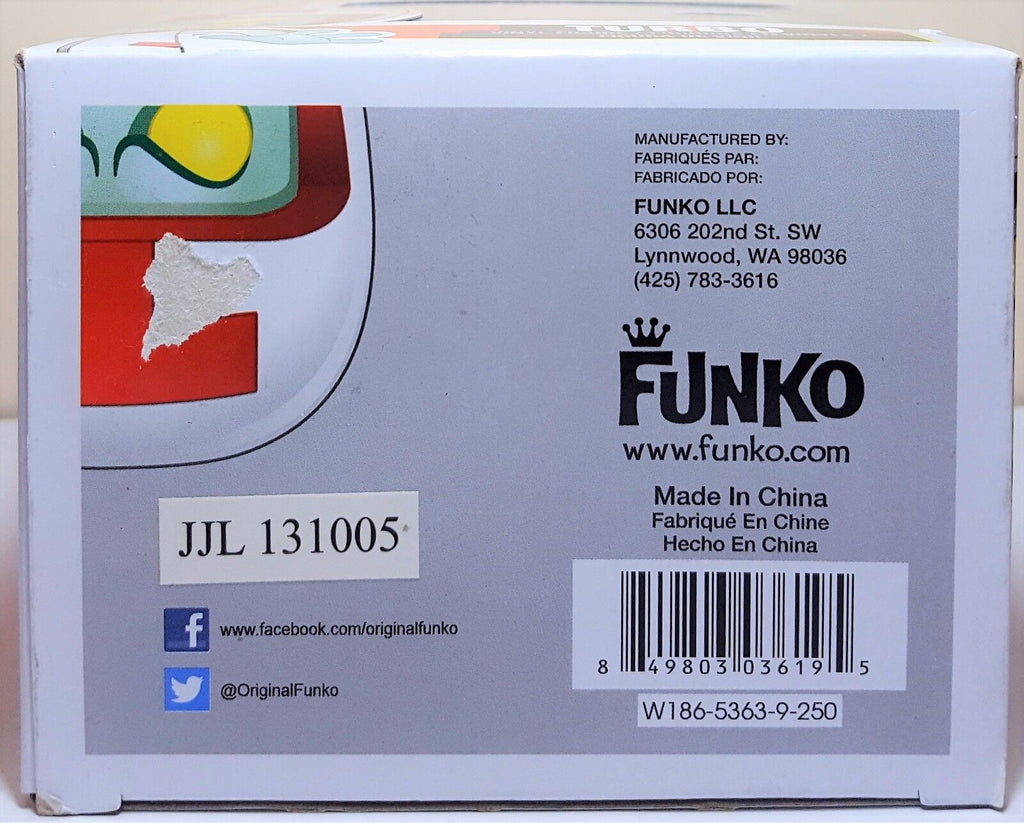 TURBO
MANUFACTURED BY:
FABRIQUÉS PAR:
FABRICADO POR:
FUNKO LLC
6306 202nd St. SW
Lynnwood, WA 98036
(425) 783-3616
FUNKO
www.funko.com
Made In China
Fabriqué En Chine
Hecho En China
JJL 131005
f www.facebook.com/originalfunko
@OriginalFunko
8 49803 03619 5
W186-5363-9-250